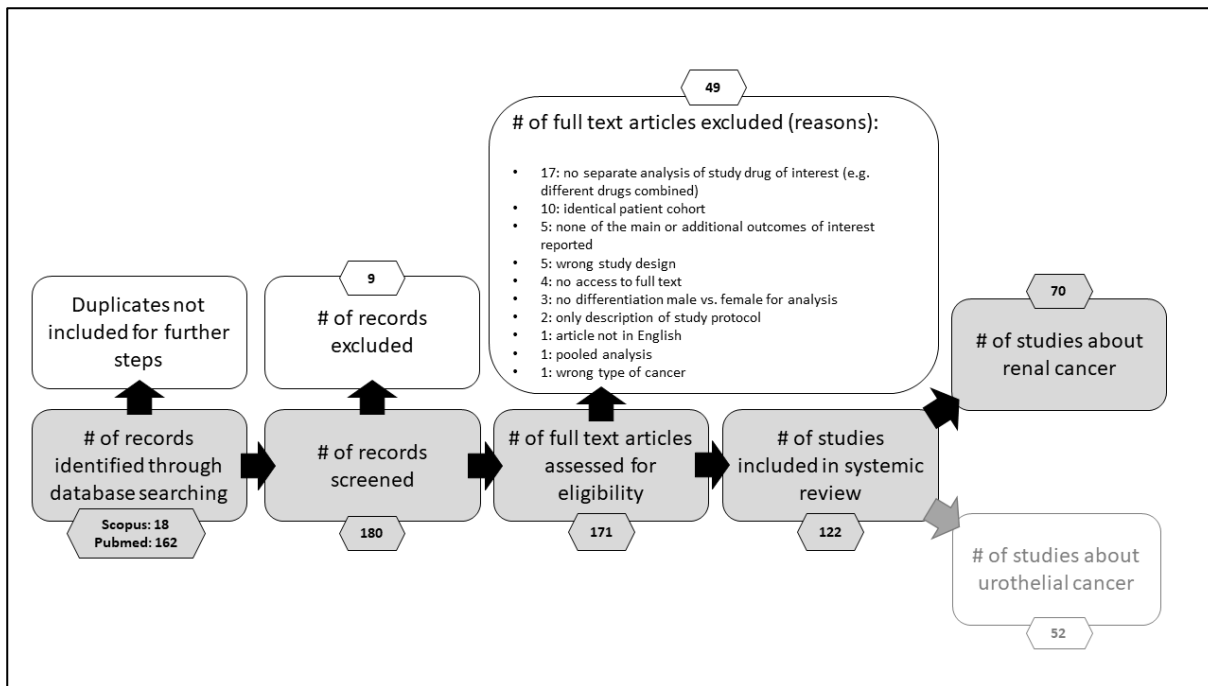 49
# of full text articles excluded (reasons):
• 17: no separate analysis of study drug of interest (e.g.
different drugs combined)
• 10: identical patient cohort
• 5: none of the main or additional outcomes of interest
reported
• 5: wrong study design
• 4: no access to full text
• 3: no differentiation male vs. female for analysis
• 2: only description of study protocol
• 1: article not in English
• 1: pooled analysis
• 1: wrong type of cancer
Duplicates not
included for further
steps
9
# of records
excluded
70
# of studies about
renal cancer
# of records
identified through
database searching
Scopus: 18
Pubmed: 162
# of records
screened
180
# of full text articles
assessed for
eligibility
171
# of studies
included in systemic
review
122
# of studies about
urothelial cancer
52